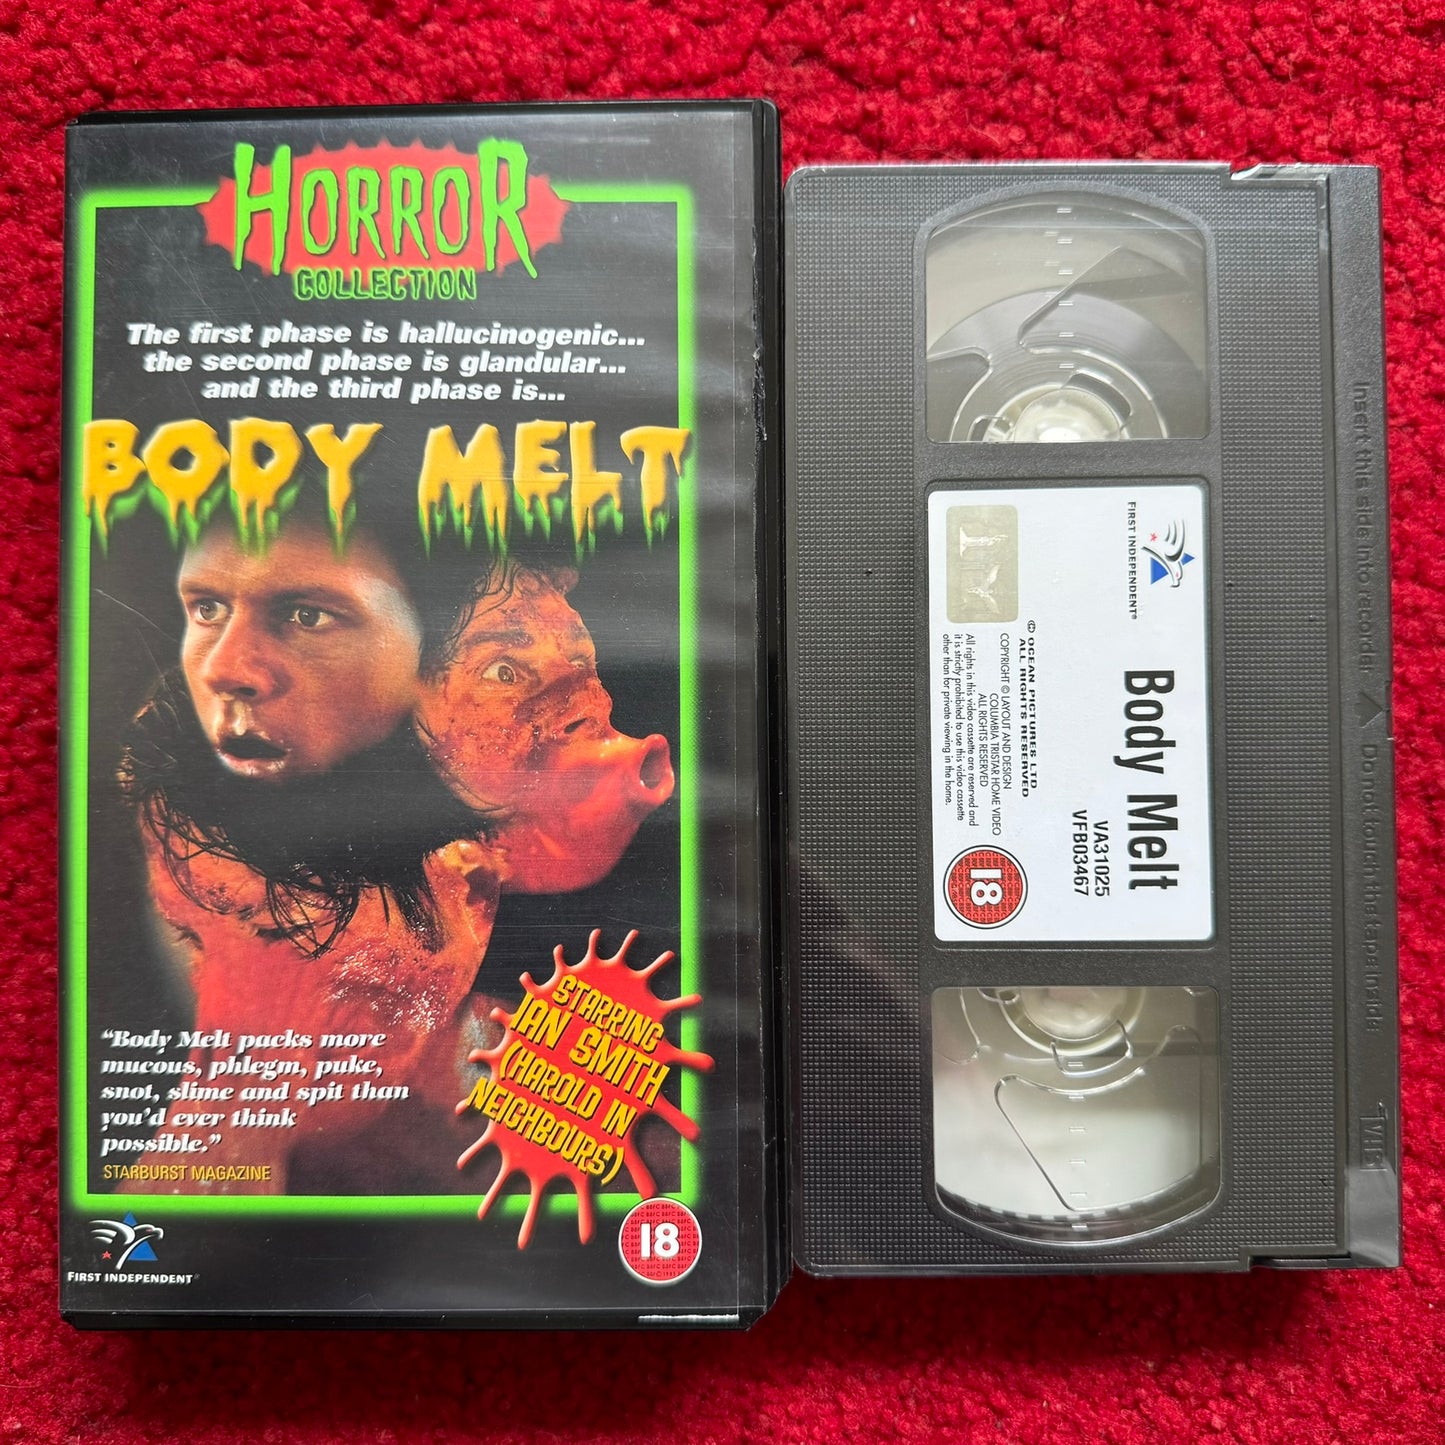 HORROR
COLLECTION
The first phase is hallucinogenic...
the second phase is glandular...
and the third phase is...
BODY MELT
"Body Melt packs more
mucous, phlegm, puke,
snot, slime and spit than
you'd ever think
possible."
STARBURST MAGAZINE
STARRING
IAN SMITH
(HAROLD IN
NEIGHBOURS)
FIRST INDEPENDENT
18
FIRST INDEPENDENT®
Body Melt
VA31025
VFB03467
© OCEAN PICTURES LTD
ALL RIGHTS RESERVED
COPYRIGHT © LAYOUT AND DESIGN
COLUMBIA TRISTAR HOME VIDEO
ALL RIGHTS RESERVED
All rights in this video cassette are reserved and
it is strictly prohibited to use this video cassette
other than for private viewing in the home.
18
Insert this side into recorder
Do not touch the tape inside